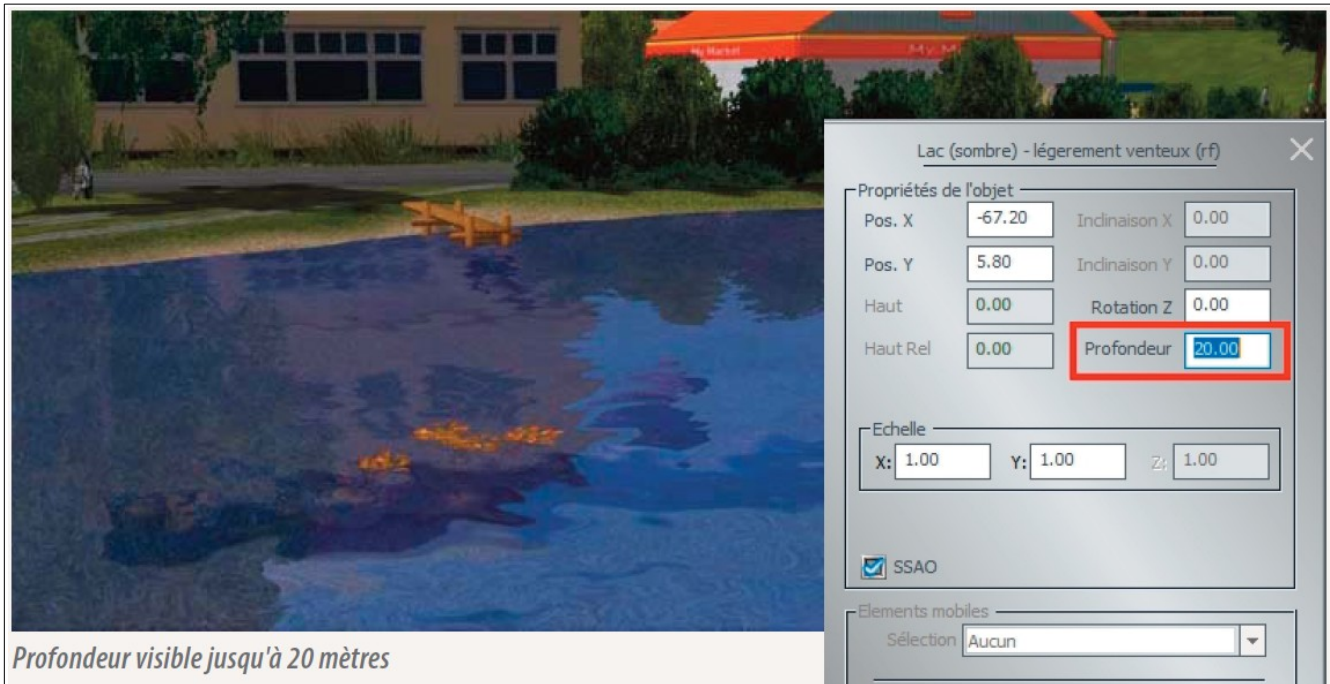 My Market
My M
Lac (sombre) - légerement venteux (rf)
Propriétés de l'objet
Pos. X -67.20 Inclinaison X 0.00
Pos. Y 5.80 Inclinaison Y 0.00
Haut 0.00 Rotation Z 0.00
Haut Rel 0.00 Profondeur 20.00
Echelle
X: 1.00 Y: 1.00 Z: 1.00
SSAO
Elements mobiles
Sélection Aucun
Profondeur visible jusqu'à 20 mètres